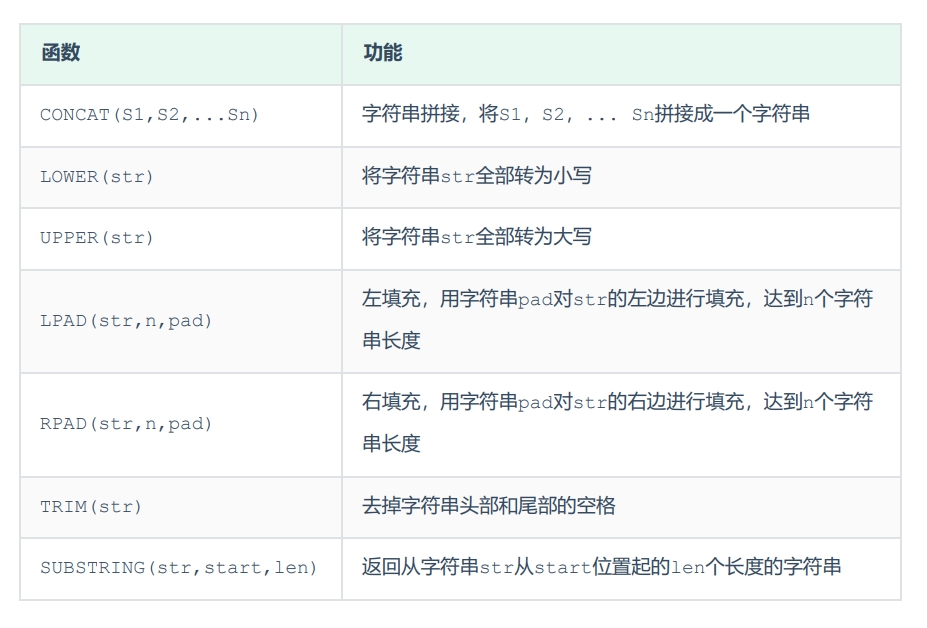 函数 功能
CONCAT(S1,S2,...Sn) 字符串拼接，将S1，S2，... Sn拼接成一个字符串
LOWER(str) 将字符串str全部转为小写
UPPER(str) 将字符串str全部转为大写
LPAD(str,n,pad) 左填充，用字符串pad对str的左边进行填充，达到n个字符
串长度
RPAD(str,n,pad) 右填充，用字符串pad对str的右边进行填充，达到n个字符
串长度
TRIM(str) 去掉字符串头部和尾部的空格
SUBSTRING(str,start,len) 返回从字符串str从start位置起的len个长度的字符串